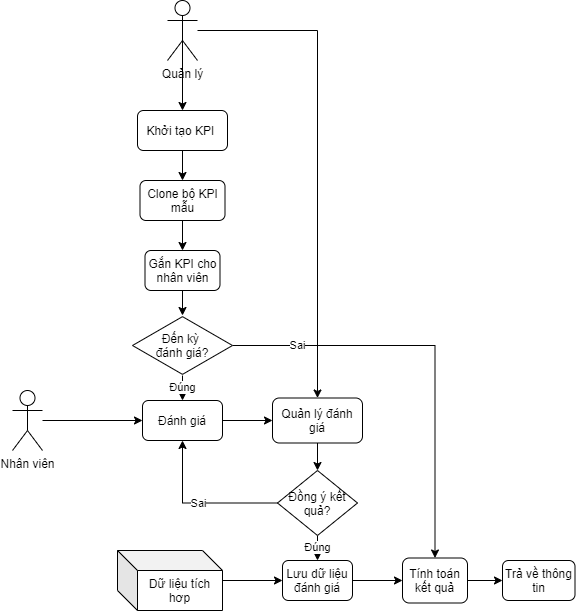 Quản lý
Khởi tạo KPI
Clone bộ KPI
mẫu
Gắn KPI cho
nhân viên
Đến kỳ
đánh giá?
Sai
Đúng
Nhân viên
Đánh giá
Quản lý đánh
giá
Đồng ý kết
quả?
Sai
Đúng
Dữ liệu tích
hợp
Lưu dữ liệu
đánh giá
Tính toán
kết quả
Trả về thông
tin